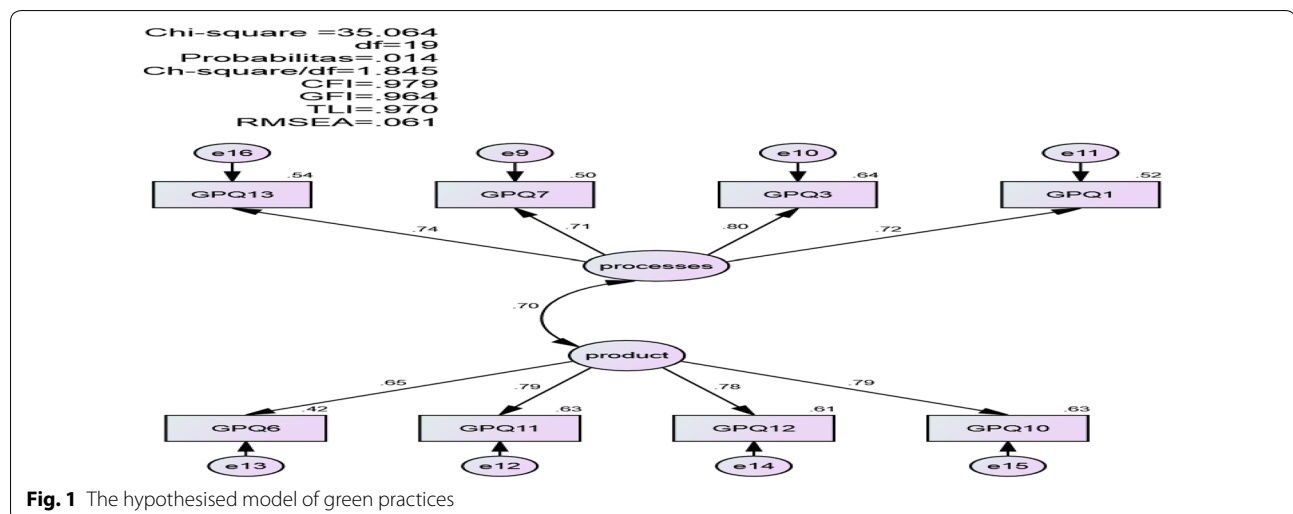 Chi-square =35.064
df=19
Probabilitas=.014
Ch-square/df=1.845
CFI=.979
GFI=.964
TLI=.970
RMSEA=.061
e16 e9 e10 e11
.54 .50 .64 .52
GPQ13 GPQ7 GPQ3 GPQ1
.74 .71 .80 .72
processes
.70
product
.65 .79 .78 .79
.42 .63 .61 .63
GPQ6 GPQ11 GPQ12 GPQ10
e13 e12 e14 e15
Fig. 1 The hypothesised model of green practices